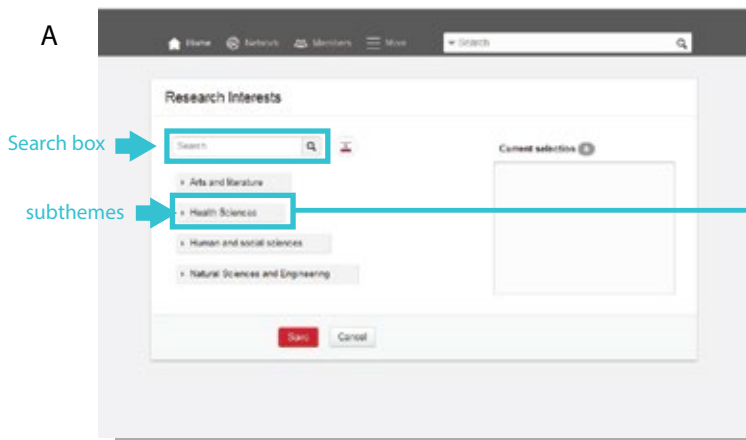 A
Home Network Members More Search
Research Interests
Search box
Search
Current selection
Arts and literature
subthemes
Health Sciences
Human and social sciences
Natural Sciences and Engineering
Save Cancel